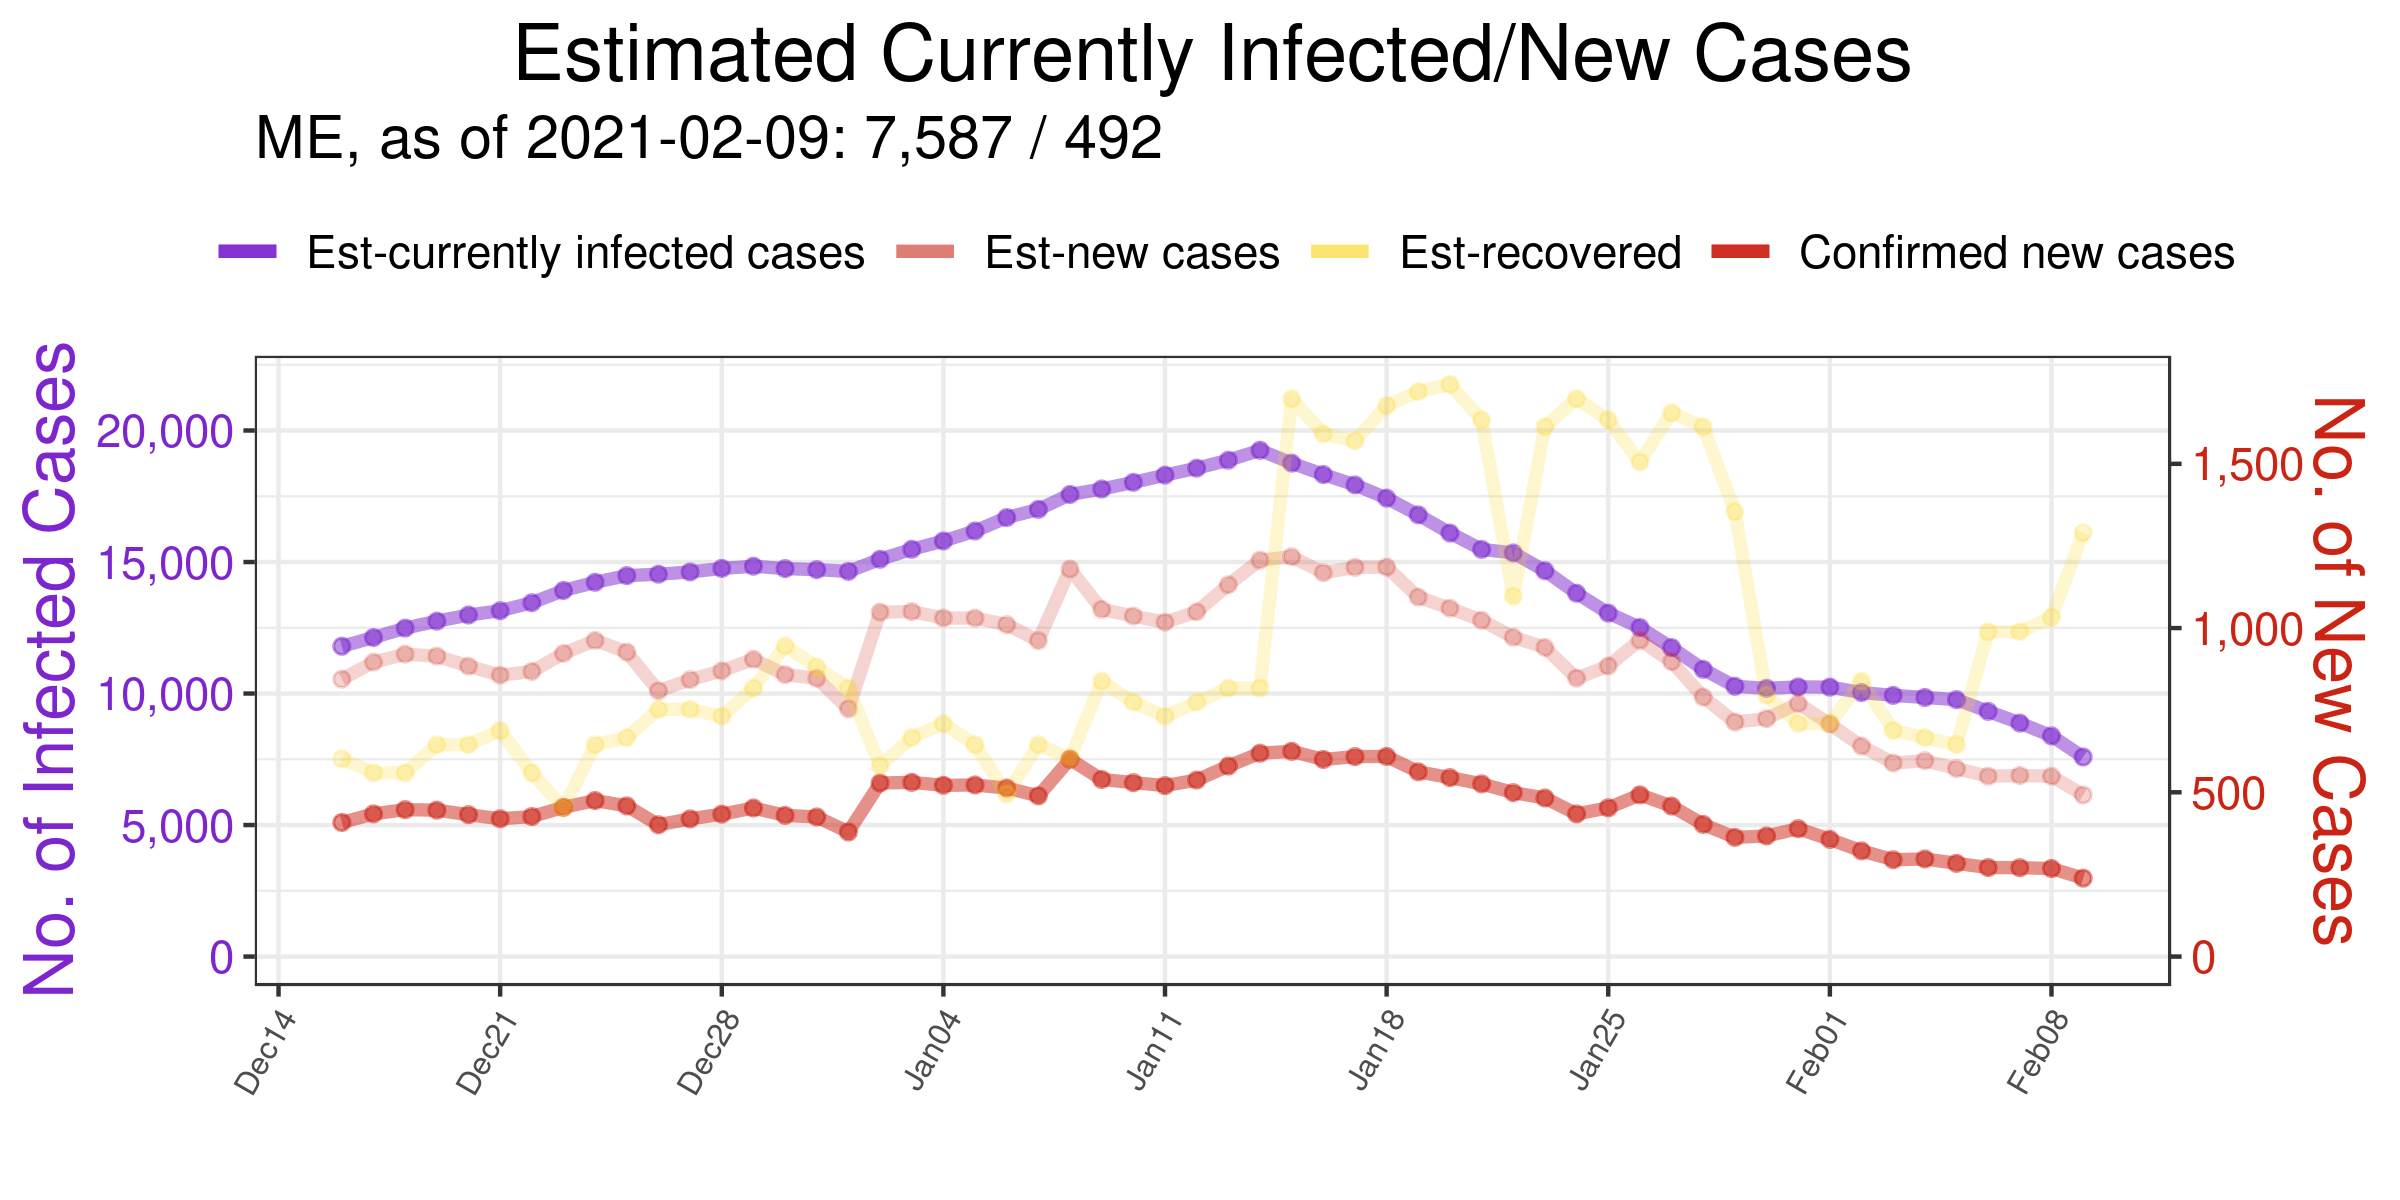 Estimated Currently Infected/New Cases
ME, as of 2021-02-09: 7,587 / 492
Est-currently infected cases Est-new cases Est-recovered Confirmed new cases
No. of Infected Cases
20,000
15,000
10,000
5,000
0
1,500
1,000
500
0
No. of New Cases
Dec14 Dec21 Dec28 Jan04 Jan11 Jan18 Jan25 Feb01 Feb08